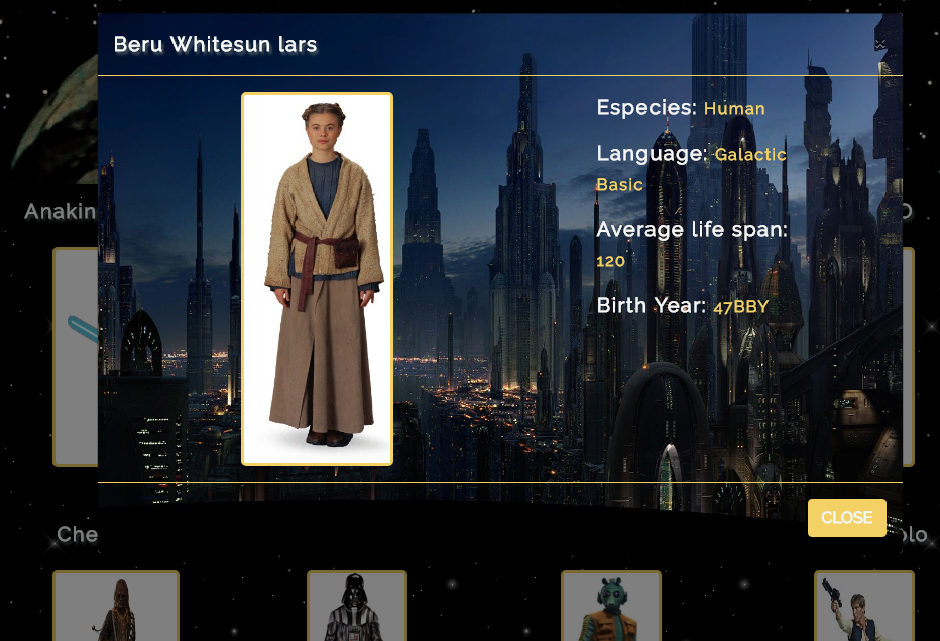 Beru Whitesun lars
×
Especies: Human
Language: Galactic
Basic
Average life span:
120
Birth Year: 47BBY
Anakin
CLOSE
Che
olo